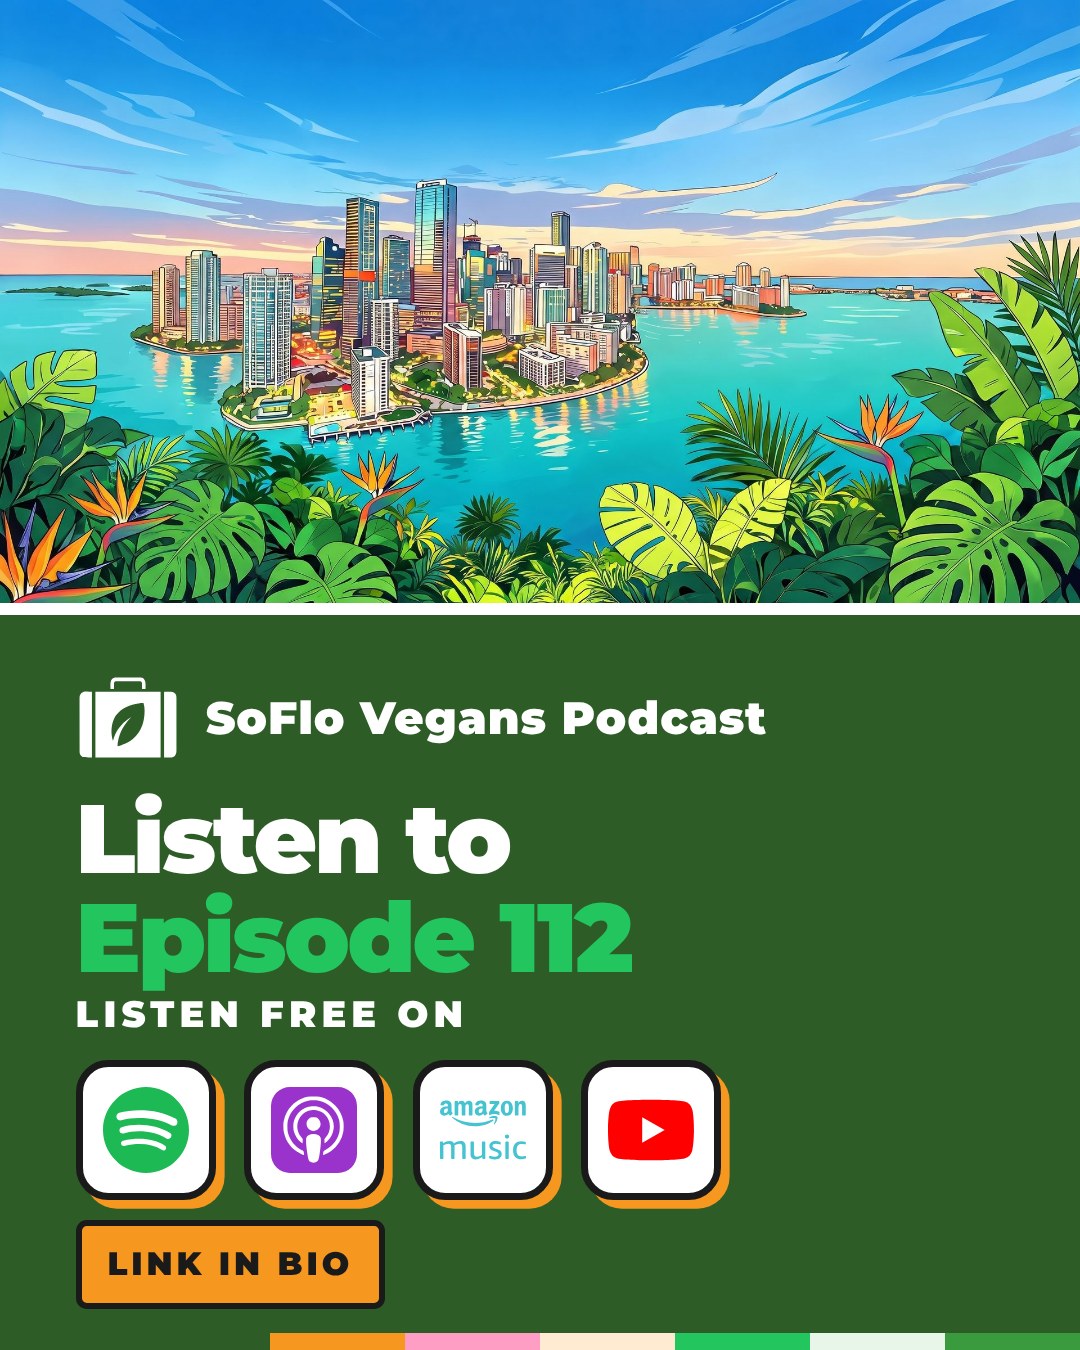 SoFlo Vegans Podcast
Listen to
Episode 112
LISTEN FREE ON
amazon
music
LINK IN BIO